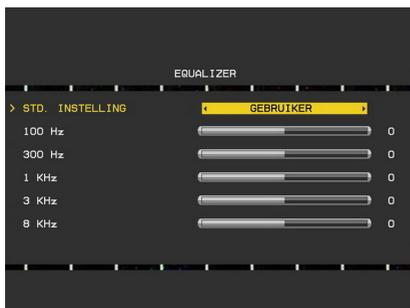 EQUALIZER
STD. INSTELLING GEBRUIKER
100 Hz 0
300 Hz 0
1 KHz 0
3 KHz 0
8 KHz 0